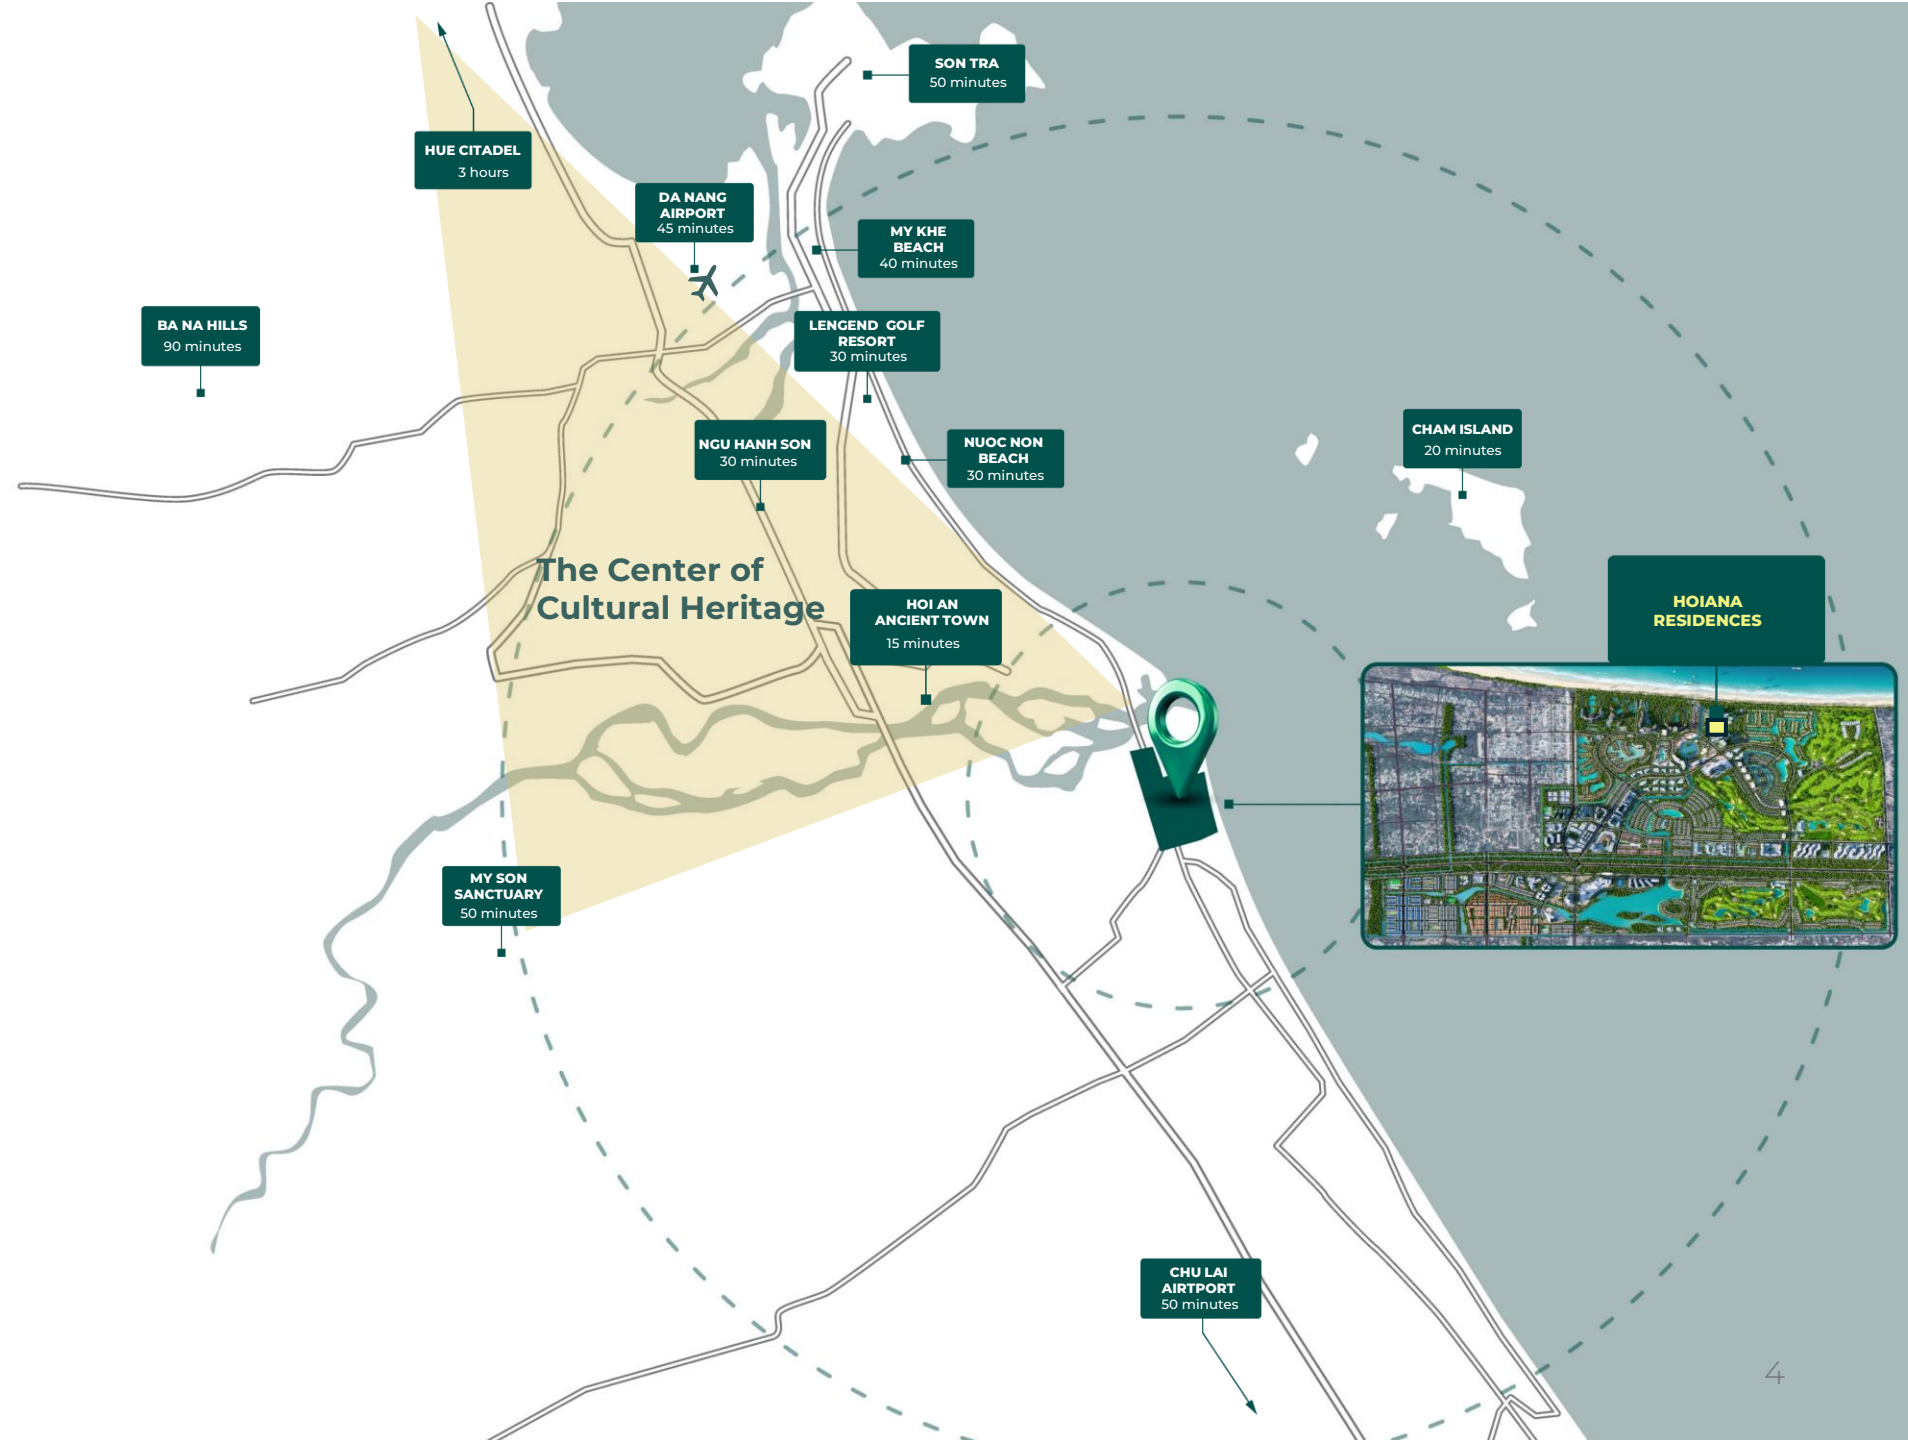 SON TRA
50 minutes
HUE CITADEL
3 hours
DA NANG
AIRPORT
45 minutes
MY KHE
BEACH
40 minutes
BA NA HILLS
90 minutes
LENGEND GOLF
RESORT
30 minutes
NGU HANH SON
30 minutes
NUOC NON
BEACH
30 minutes
CHAM ISLAND
20 minutes
The Center of
Cultural Heritage
HOI AN
ANCIENT TOWN
15 minutes
HOIANA
RESIDENCES
MY SON
SANCTUARY
50 minutes
CHU LAI
AIRTPORT
50 minutes
4